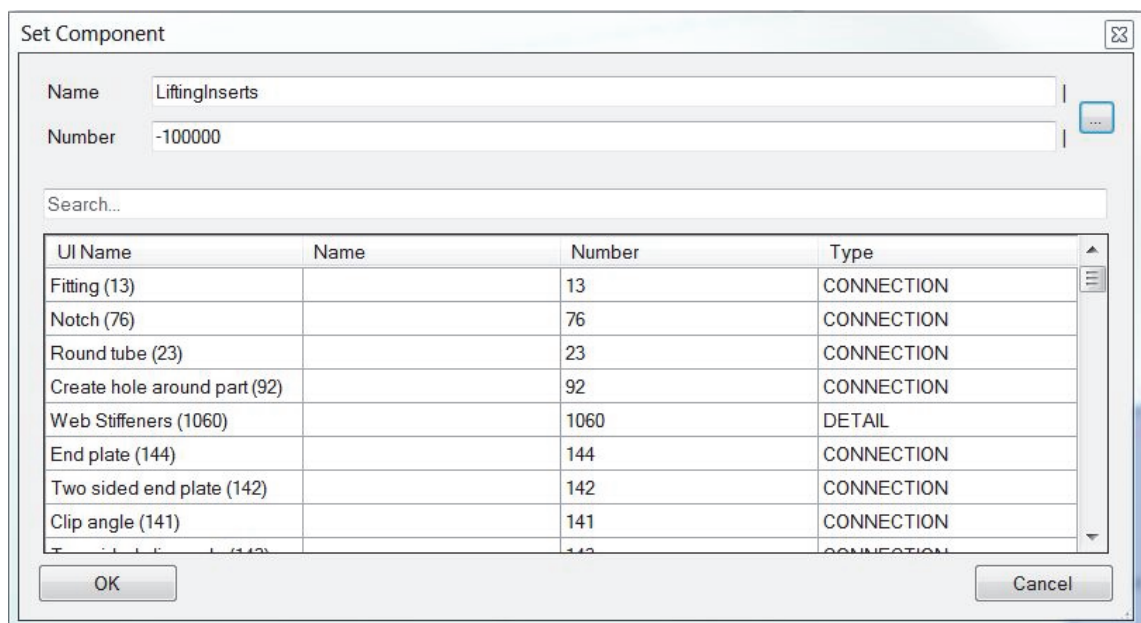 Set Component
Name LiftingInserts
Number -100000
...
Search...
UI Name Name Number Type
Fitting (13) 13 CONNECTION
Notch (76) 76 CONNECTION
Round tube (23) 23 CONNECTION
Create hole around part (92) 92 CONNECTION
Web Stiffeners (1060) 1060 DETAIL
End plate (144) 144 CONNECTION
Two sided end plate (142) 142 CONNECTION
Clip angle (141) 141 CONNECTION
OK Cancel